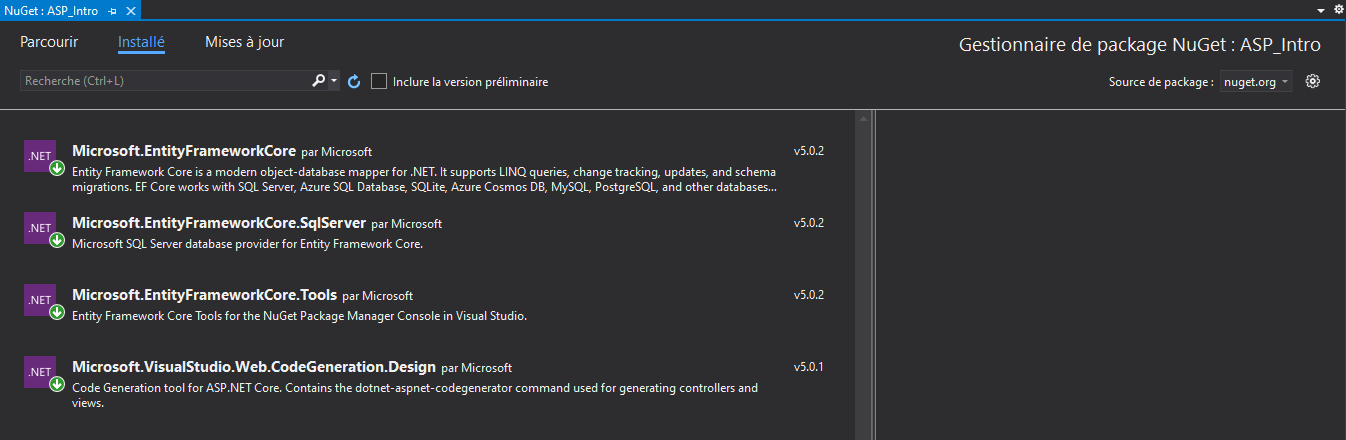 NuGet : ASP_Intro
Parcourir Installé Mises à jour
Gestionnaire de package NuGet : ASP_Intro
Recherche (Ctrl+L) Inclure la version préliminaire Source de package : nuget.org
.NET Microsoft.EntityFrameworkCore par Microsoft v5.0.2
Entity Framework Core is a modern object-database mapper for .NET. It supports LINQ queries, change tracking, updates, and schema
migrations. EF Core works with SQL Server, Azure SQL Database, SQLite, Azure Cosmos DB, MySQL, PostgreSQL, and other databases...
.NET Microsoft.EntityFrameworkCore.SqlServer par Microsoft v5.0.2
Microsoft SQL Server database provider for Entity Framework Core.
.NET Microsoft.EntityFrameworkCore.Tools par Microsoft v5.0.2
Entity Framework Core Tools for the NuGet Package Manager Console in Visual Studio.
.NET Microsoft.VisualStudio.Web.CodeGeneration.Design par Microsoft v5.0.1
Code Generation tool for ASP.NET Core. Contains the dotnet-aspnet-codegenerator command used for generating controllers and
views.